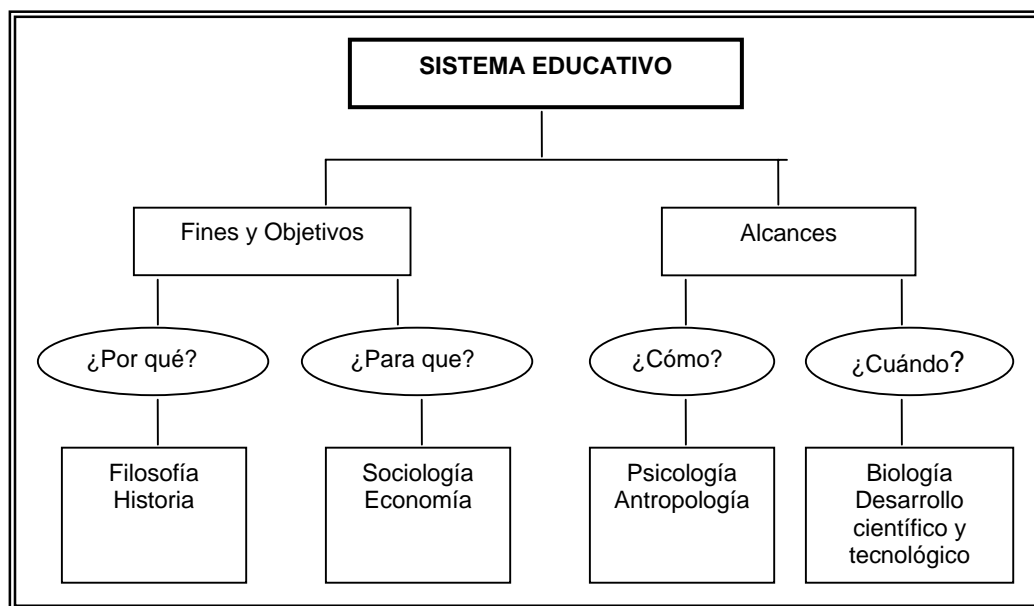 SISTEMA EDUCATIVO
Fines y Objetivos
Alcances
¿Por qué?
¿Para que?
¿Cómo?
¿Cuándo?
Filosofía
Historia
Sociología
Economía
Psicología
Antropología
Biología
Desarrollo
científico y
tecnológico